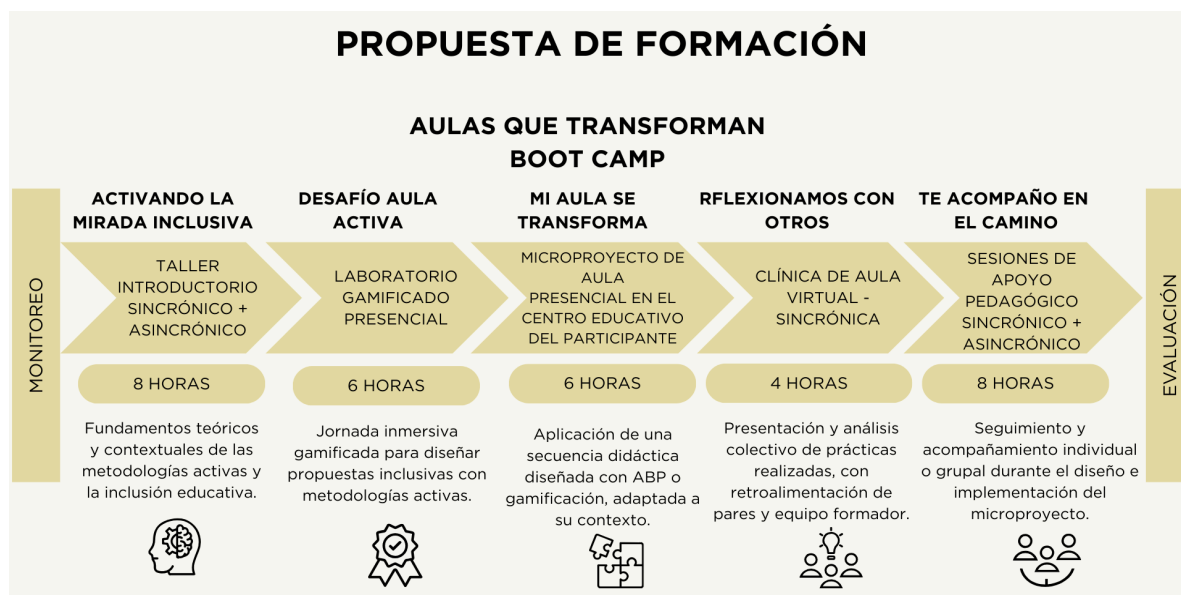 PROPUESTA DE FORMACIÓN
AULAS QUE TRANSFORMAN
BOOT CAMP
MONITOREO
ACTIVANDO LA
MIRADA INCLUSIVA
TALLER
INTRODUCTORIO
SINCRÓNICO +
ASINCRÓNICO
8 HORAS
Fundamentos teóricos
y contextuales de las
metodologías activas y
la inclusión educativa.
DESAFÍO AULA
ACTIVA
LABORATORIO
GAMIFICADO
PRESENCIAL
6 HORAS
Jornada inmersiva
gamificada para diseñar
propuestas inclusivas con
metodologías activas.
MI AULA SE
TRANSFORMA
MICROPROYECTO DE
AULA
PRESENCIAL EN EL
CENTRO EDUCATIVO
DEL PARTICIPANTE
6 HORAS
Aplicación de una
secuencia didáctica
diseñada con ABP o
gamificación, adaptada a
su contexto.
RFLEXIONAMOS CON
OTROS
CLÍNICA DE AULA
VIRTUAL -
SINCRÓNICA
4 HORAS
Presentación y análisis
colectivo de prácticas
realizadas, con
retroalimentación de
pares y equipo formador.
TE ACOMPAÑO EN
EL CAMINO
SESIONES DE
APOYO
PEDAGÓGICO
SINCRÓNICO +
ASINCRÓNICO
8 HORAS
Seguimiento y
acompañamiento individual
o grupal durante el diseño e
implementación del
microproyecto.
EVALUACIÓN